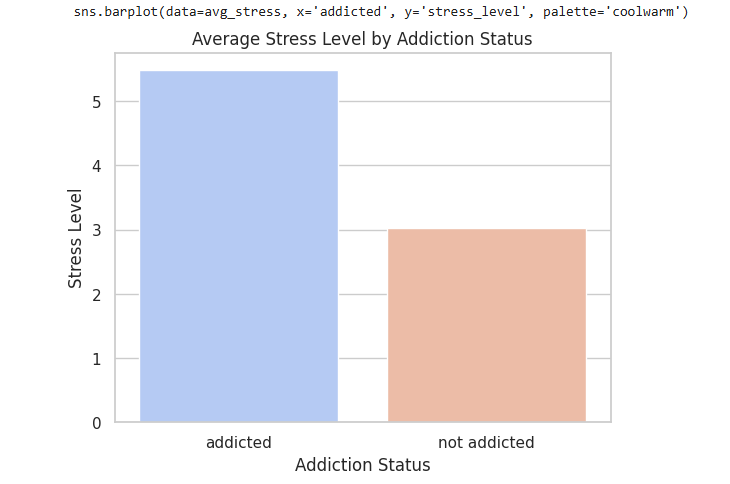 sns.barplot(data=avg_stress, x='addicted', y='stress_level', palette='coolwarm')
Average Stress Level by Addiction Status
5
4
3
2
1
0
Stress Level
addicted not addicted
Addiction Status